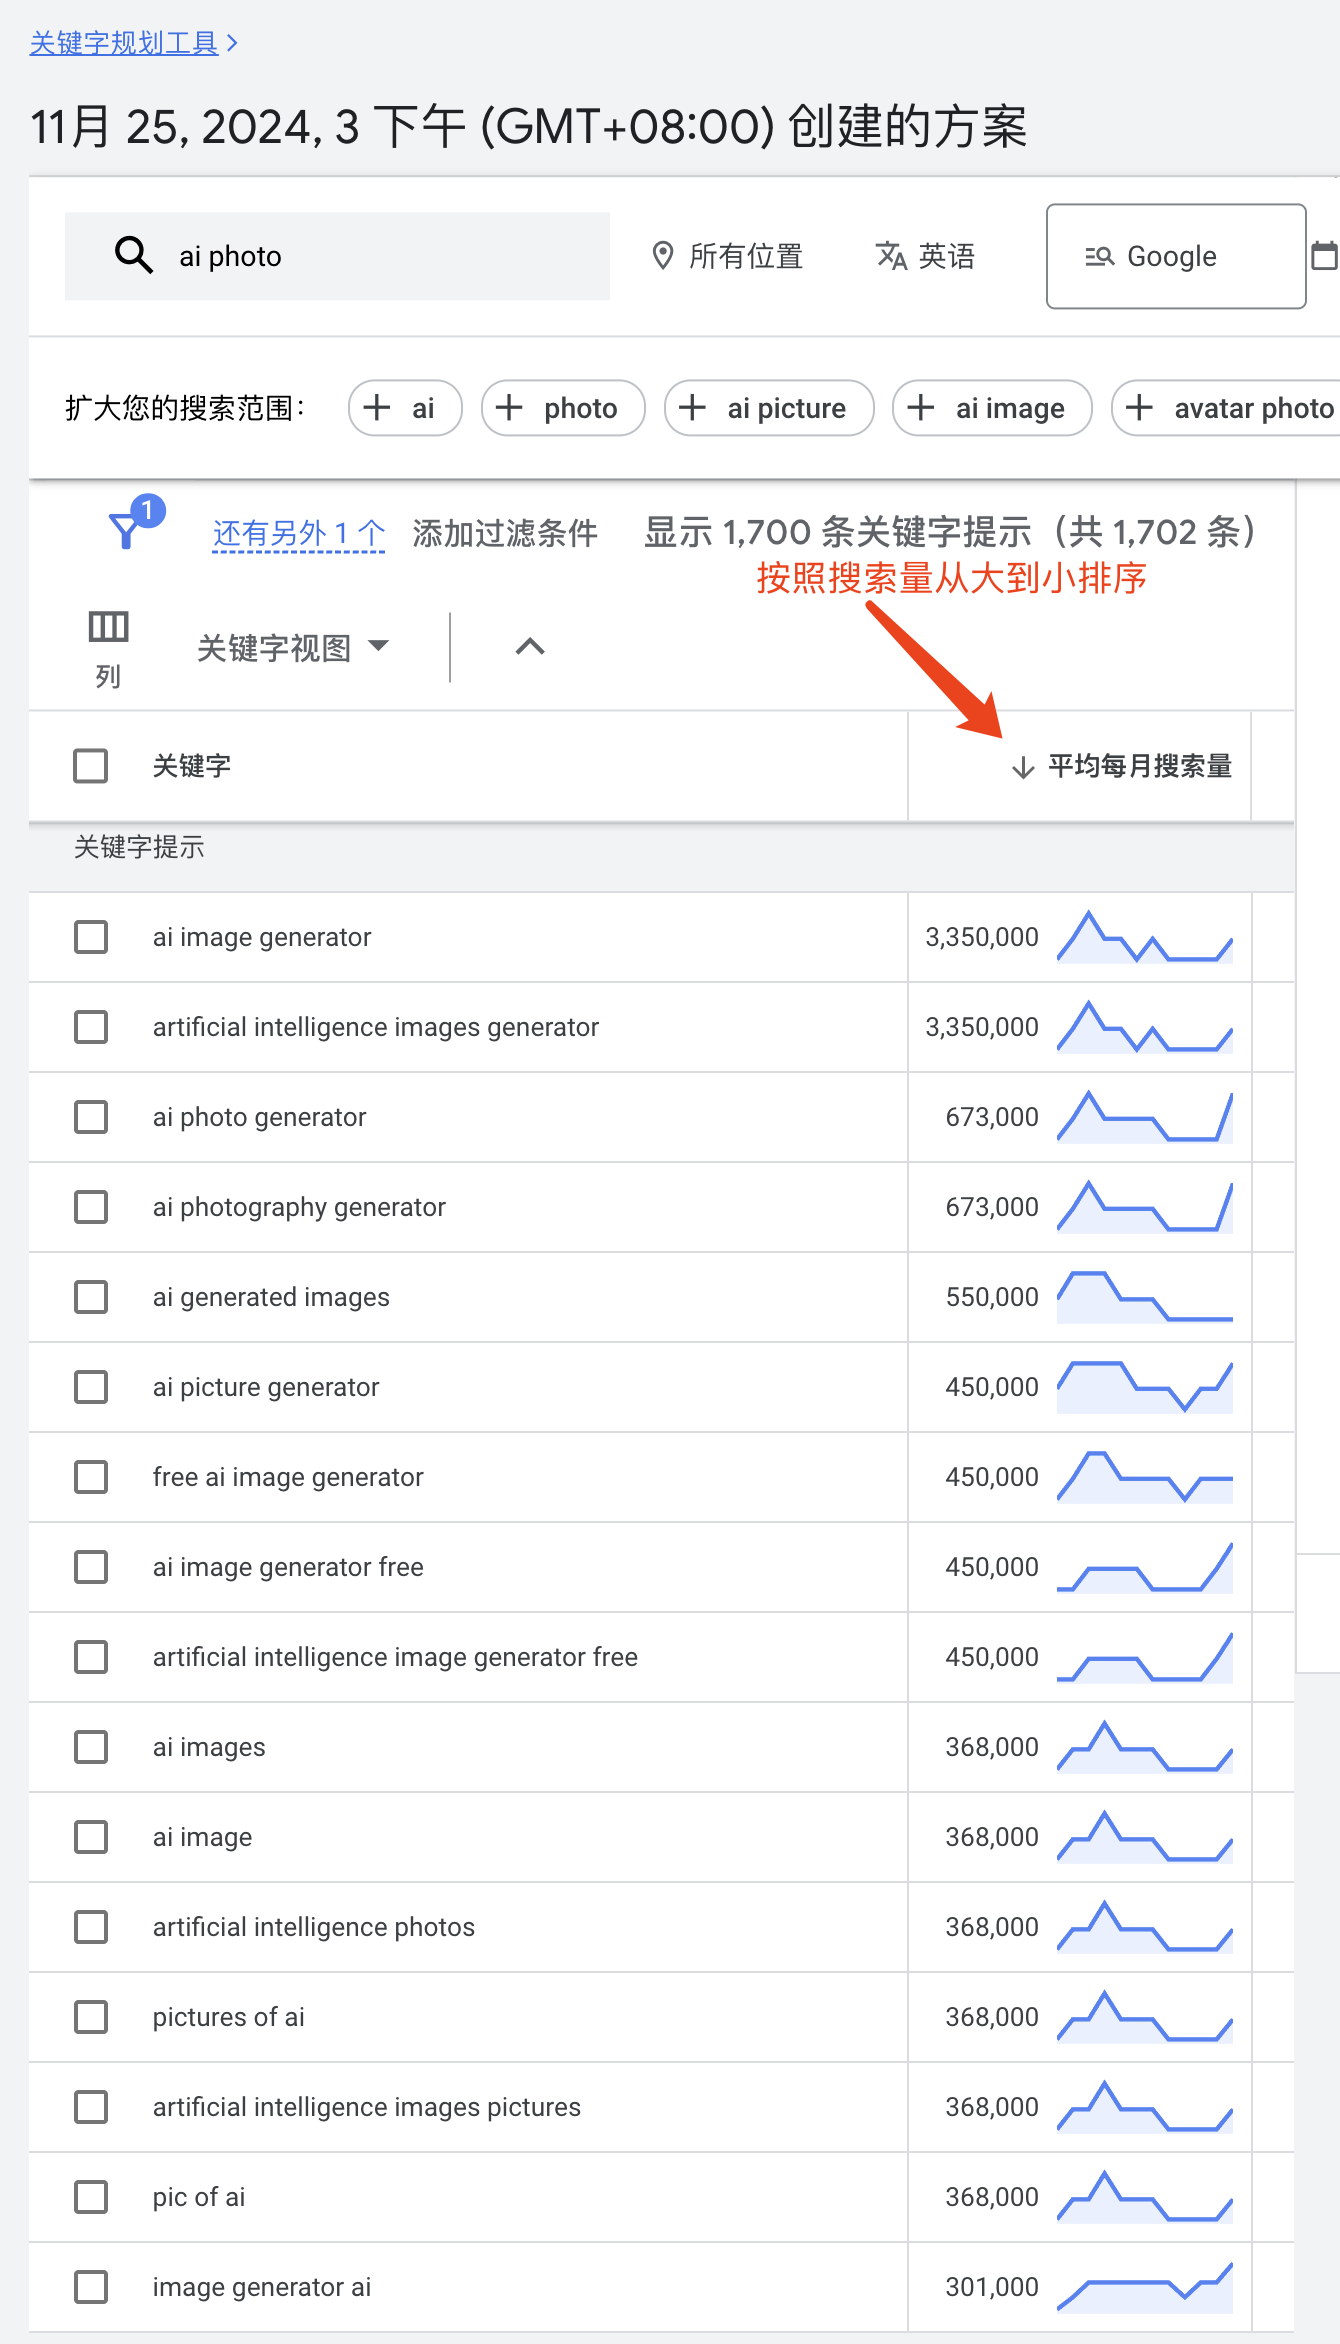 关键字规划工具
11月 25, 2024, 3 下午 (GMT+08:00) 创建的方案
ai photo 所有位置 英语 Google
扩大您的搜索范围： ai photo ai picture ai image avatar photo
1 还有另外 1 个 添加过滤条件 显示 1,700 条关键字提示（共 1,702 条）
按照搜索量从大到小排序
列 关键字视图
关键字 平均每月搜索量
关键字提示
ai image generator 3,350,000
artificial intelligence images generator 3,350,000
ai photo generator 673,000
ai photography generator 673,000
ai generated images 550,000
ai picture generator 450,000
free ai image generator 450,000
ai image generator free 450,000
artificial intelligence image generator free 450,000
ai images 368,000
ai image 368,000
artificial intelligence photos 368,000
pictures of ai 368,000
artificial intelligence images pictures 368,000
pic of ai 368,000
image generator ai 301,000